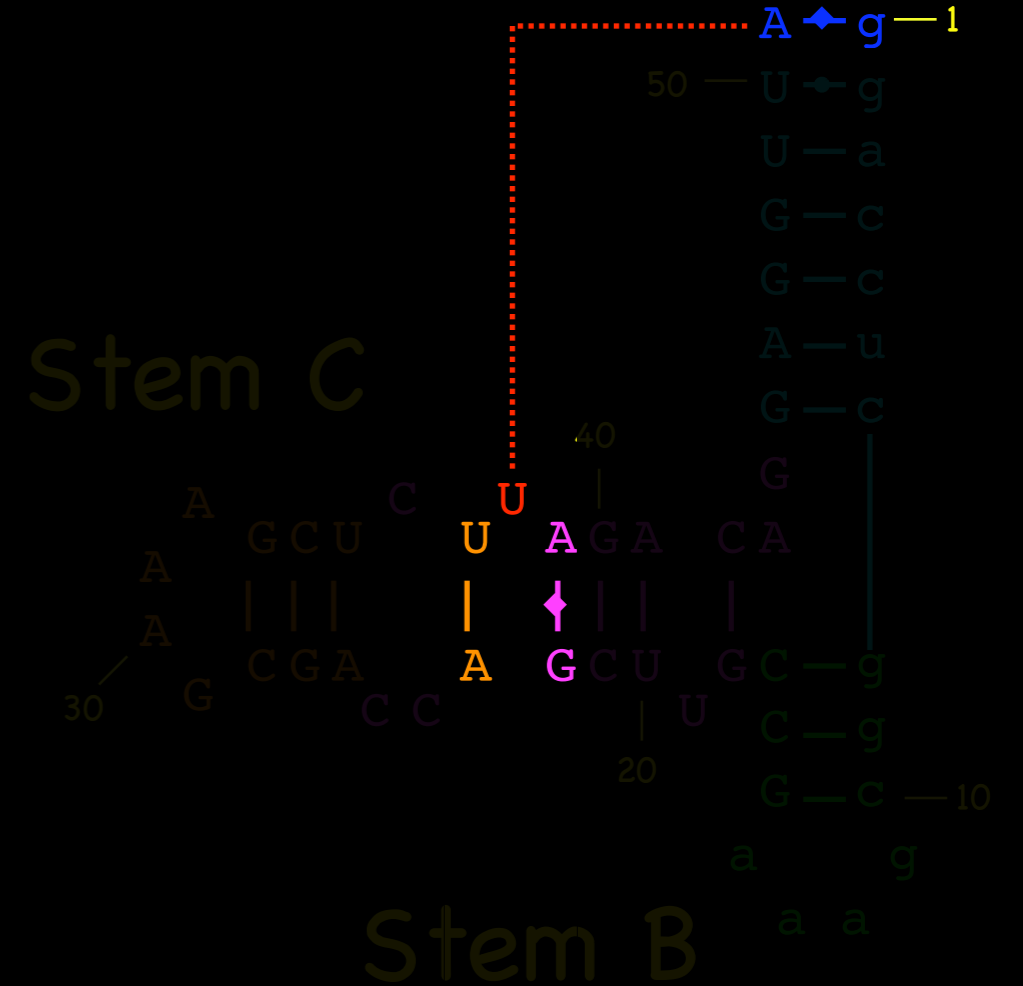 A g 1
50 U g
U a
G c
G c
A u
Stem C
G c
40
G
A C U
G C U U A G A C A
A
A A C G A A G C U G C g
30 G C C U
C g
20
G c 10
a g
a a
Stem B